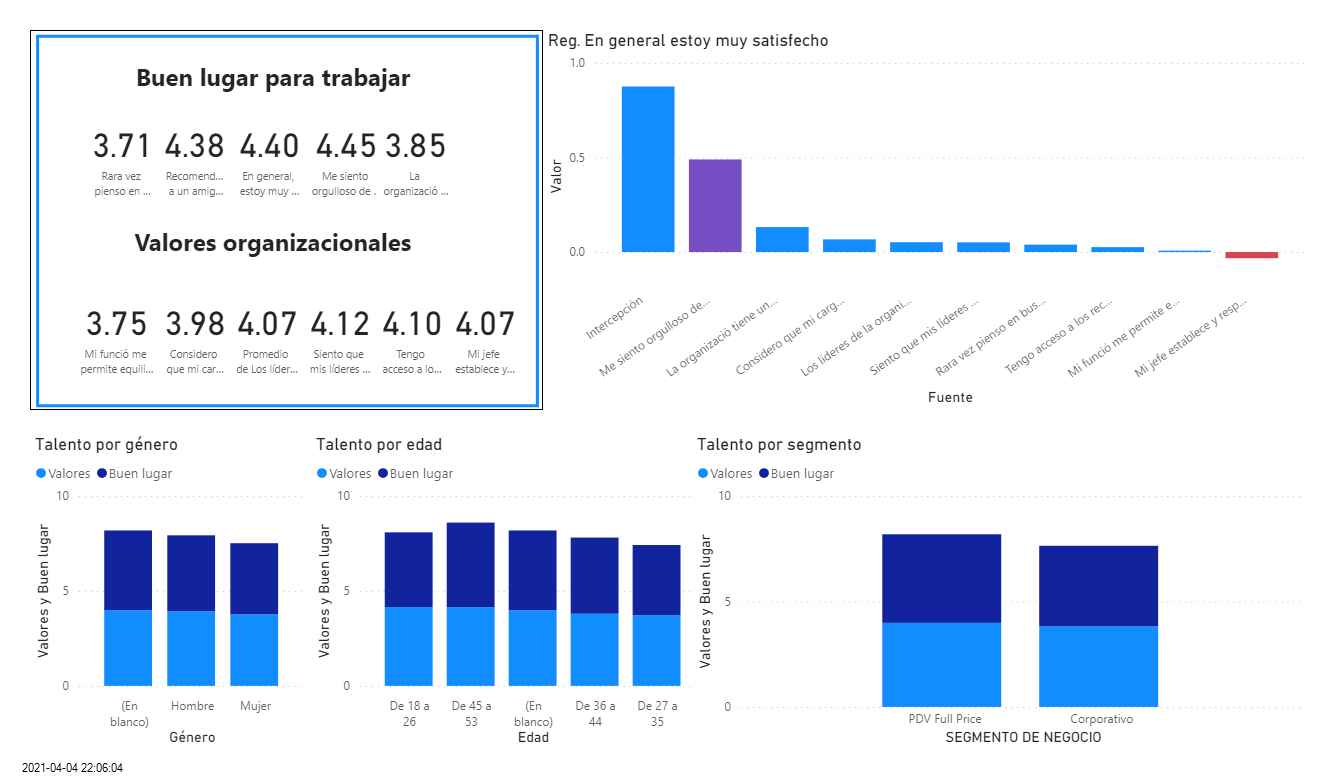 Buen lugar para trabajar
3.71 4.38 4.40 4.45 3.85
Rara vez Recomend... En general, Me siento La
pienso en ... a un amig... estoy muy ... orgulloso de . organizació ...
Valores organizacionales
3.75 3.98 4.07 4.12 4.10 4.07
Mi funció me Considero Promedio Siento que Tengo Mi jefe
permite equili... que mi car... de Los líder... mis líderes ... acceso a lo... establece y...
Reg. En general estoy muy satisfecho
1.0
0.5
0.0
Valor
Intercepción
Me siento orgulloso de...
La organizació tiene un...
Considero que mi carg...
Los líderes de la organi...
Siento que mis líderes ...
Rara vez pienso en bus...
Tengo acceso a los rec...
Mi funció me permite e...
Mi jefe establece y resp...
Fuente
Talento por género
Valores Buen lugar
10
5
0
Valores y Buen lugar
(En Hombre Mujer
blanco)
Género
Talento por edad
Valores Buen lugar
10
5
0
Valores y Buen lugar
De 18 a De 45 a (En De 36 a De 27 a
26 53 blanco) 44 35
Edad
Talento por segmento
Valores Buen lugar
10
5
0
Valores y Buen lugar
PDV Full Price Corporativo
SEGMENTO DE NEGOCIO
2021-04-04 22:06:04